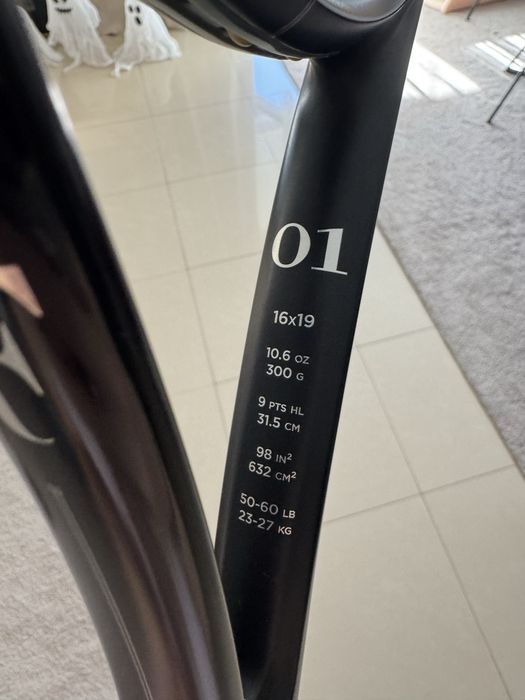 01
16x19
10.6 OZ
300 G
9 PTS HL
31.5 CM
98 IN²
632 CM²
50-60 LB
23-27 KG